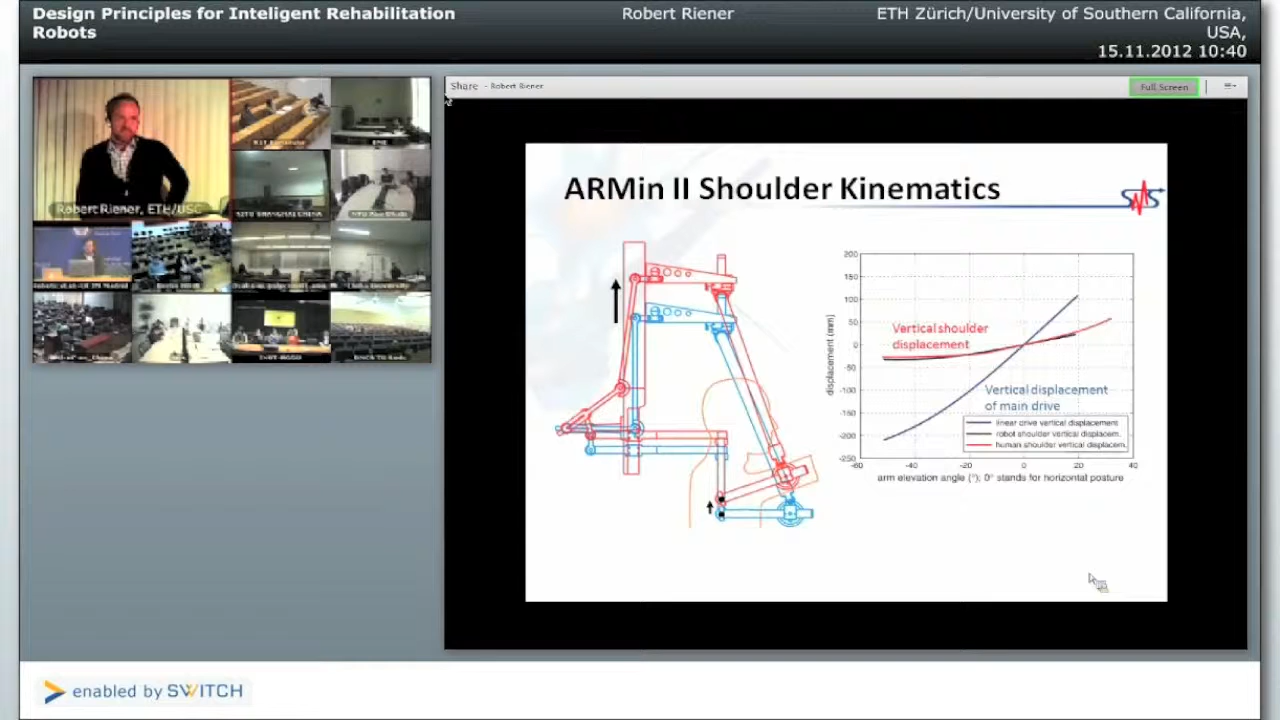 Design Principles for Inteligent Rehabilitation
Robots
Robert Riener
ETH Zürich/University of Southern California,
USA,
15.11.2012 10:40
Share - Robert Riener
Full Screen
Robert Riener, ETH/USC
ARMin II Shoulder Kinematics
200
150
100
50
0
-50
-100
-150
-200
-250
displacement (mm)
Vertical shoulder
displacement
Vertical displacement
of main drive
linear drive vertical displacement
robot shoulder vertical displacem.
human shoulder vertical displacem.
-60 -40 -20 0 20 40
arm elevation angle (°); 0° stands for horizontal posture
enabled by SWITCH